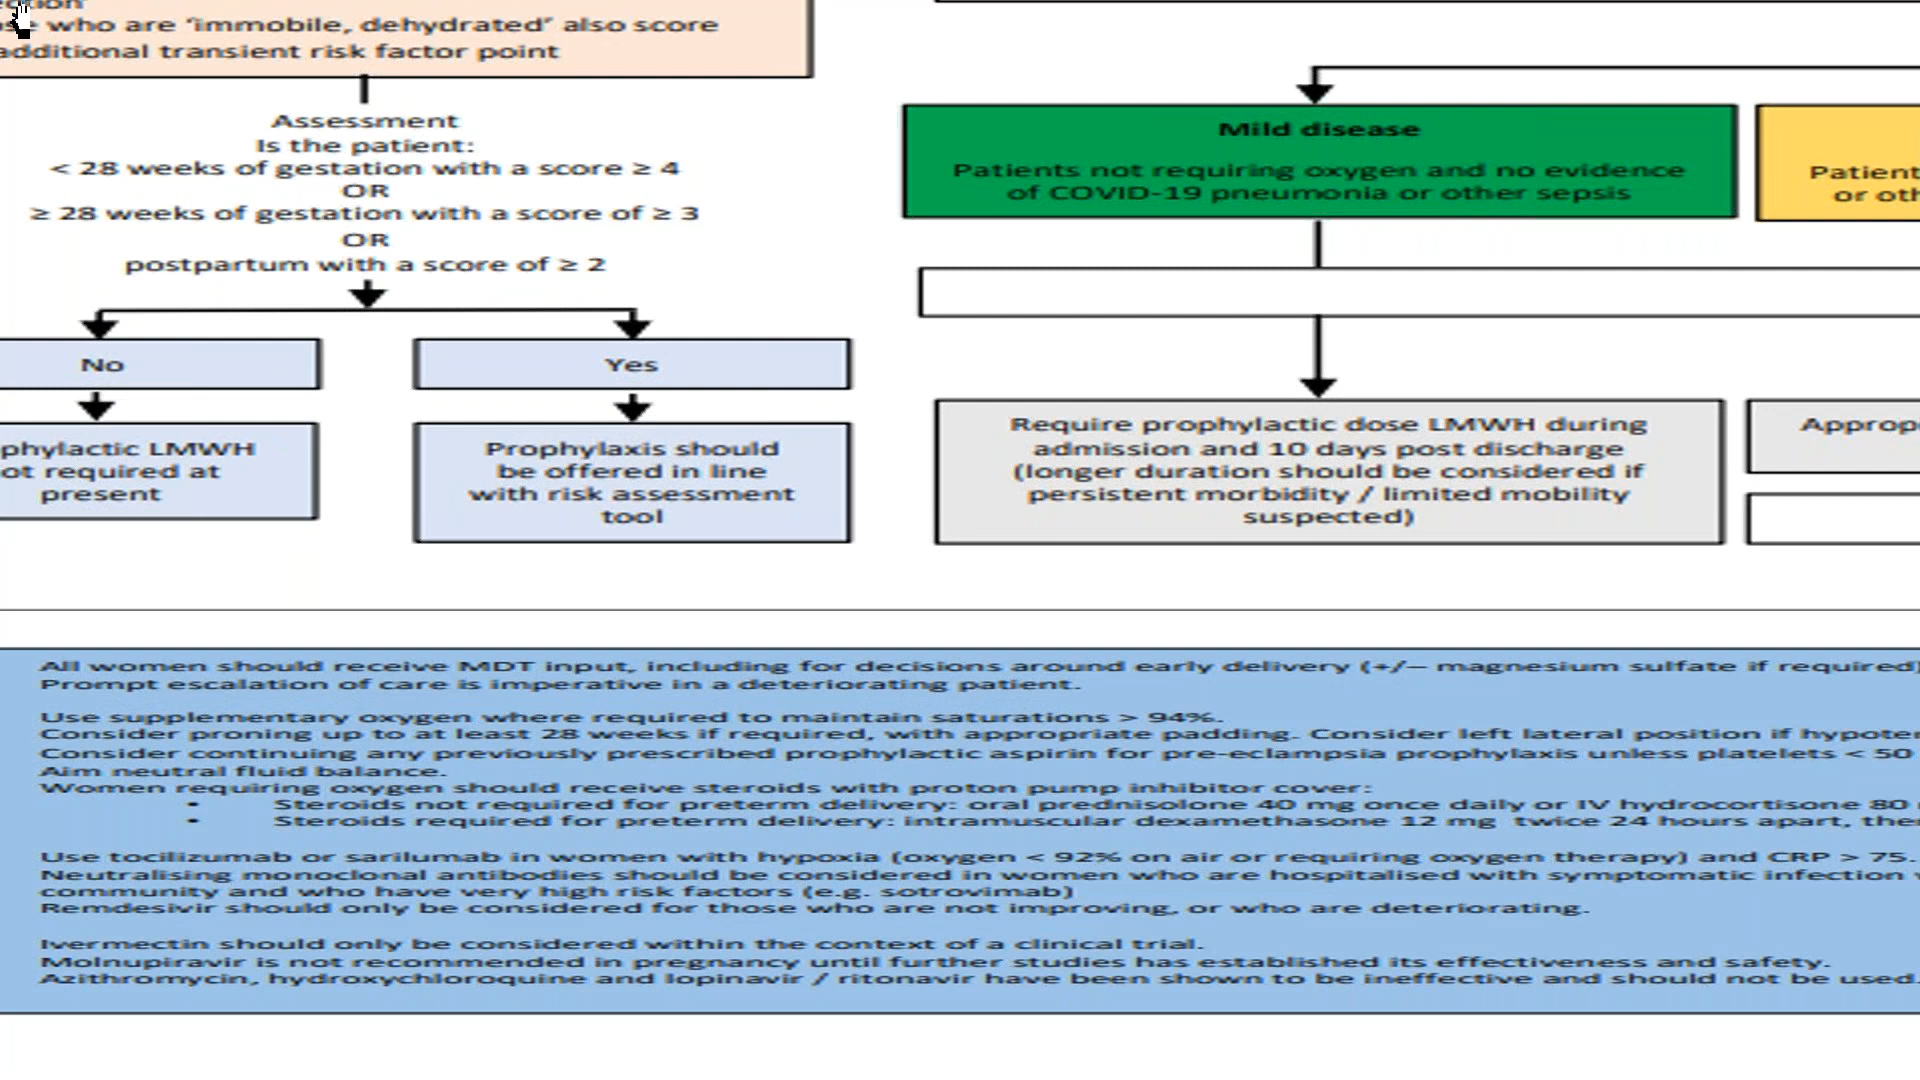 ction
se who are ‘immobile, dehydrated’ also score
additional transient risk factor point
Assessment
Is the patient:
< 28 weeks of gestation with a score ≥ 4
OR
≥ 28 weeks of gestation with a score of ≥ 3
OR
postpartum with a score of ≥ 2
No
Yes
phylactic LMWH
ot required at
present
Prophylaxis should
be offered in line
with risk assessment
tool
Mild disease
Patients not requiring oxygen and no evidence
of COVID-19 pneumonia or other sepsis
Patients
or oth
Require prophylactic dose LMWH during
admission and 10 days post discharge
(longer duration should be considered if
persistent morbidity / limited mobility
suspected)
Approp
All women should receive MDT input, including for decisions around early delivery (+/– magnesium sulfate if required)
Prompt escalation of care is imperative in a deteriorating patient.
Use supplementary oxygen where required to maintain saturations > 94%.
Consider proning up to at least 28 weeks if required, with appropriate padding. Consider left lateral position if hypoten
Consider continuing any previously prescribed prophylactic aspirin for pre-eclampsia prophylaxis unless platelets < 50
Aim neutral fluid balance.
Women requiring oxygen should receive steroids with proton pump inhibitor cover:
• Steroids not required for preterm delivery: oral prednisolone 40 mg once daily or IV hydrocortisone 80
• Steroids required for preterm delivery: intramuscular dexamethasone 12 mg twice 24 hours apart, then
Use tocilizumab or sarilumab in women with hypoxia (oxygen < 92% on air or requiring oxygen therapy) and CRP > 75.
Neutralising monoclonal antibodies should be considered in women who are hospitalised with symptomatic infection
community and who have very high risk factors (e.g. sotrovimab)
Remdesivir should only be considered for those who are not improving, or who are deteriorating.
Ivermectin should only be considered within the context of a clinical trial.
Molnupiravir is not recommended in pregnancy until further studies has established its effectiveness and safety.
Azithromycin, hydroxychloroquine and lopinavir / ritonavir have been shown to be ineffective and should not be used.